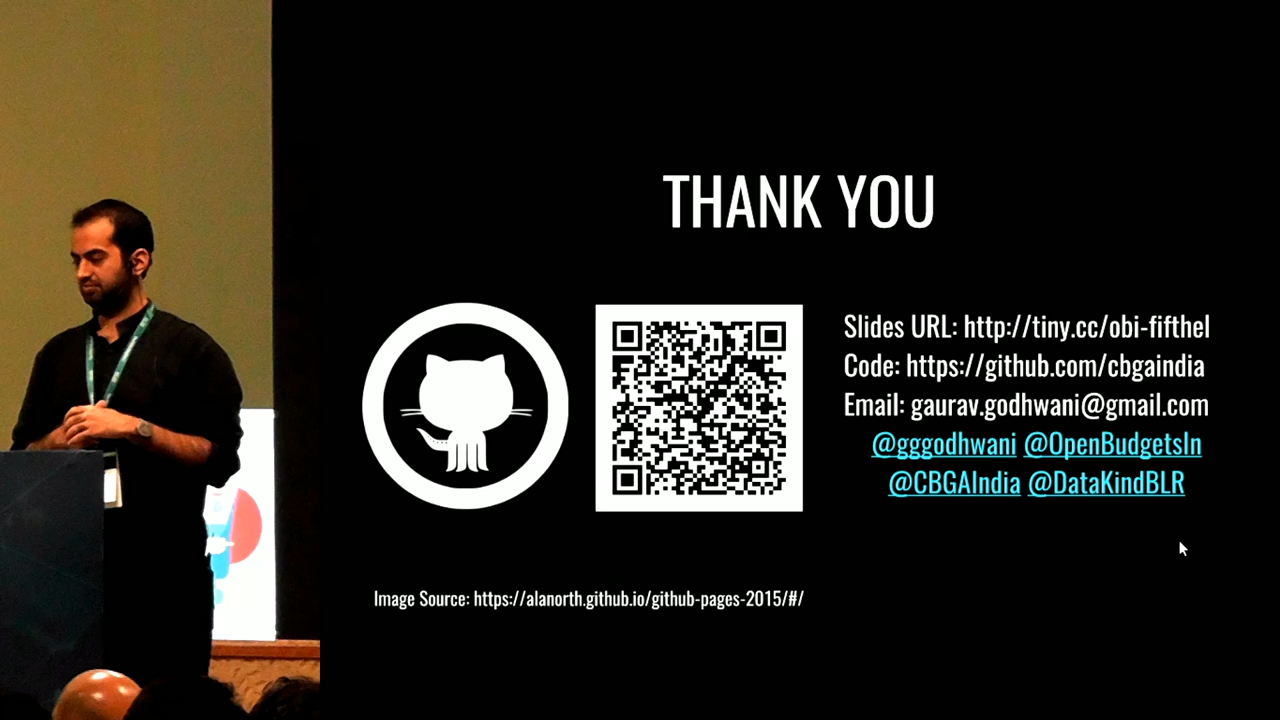 THANK YOU
Slides URL: http://tiny.cc/obi-fifthel
Code: https://github.com/cbgaindia
Email: gaurav.godhwani@gmail.com
@gggodhwani @OpenBudgetsIn
@CBGAIndia @DataKindBLR
Image Source: https://alanorth.github.io/github-pages-2015/#/